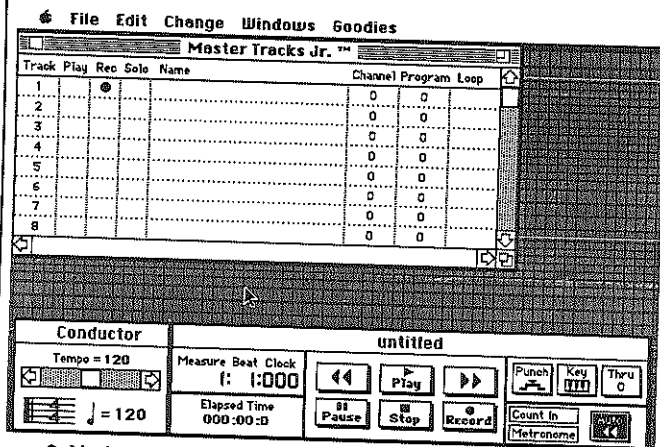 File Edit Change Windows Goodies
Master Tracks Jr. ™
Track Play Rec Solo Name Channel Program Loop
1 0 0
2 0 0
3 0 0
4 0 0
5 0 0
6 0 0
7 0 0
8 0 0
Conductor
Tempo = 120
♩ = 120
untitled
Measure Beat Clock
1: 1:000
Elapsed Time
000:00:0
Play
Pause Stop Record
Punch Key Thru
0
Count In
Metronome